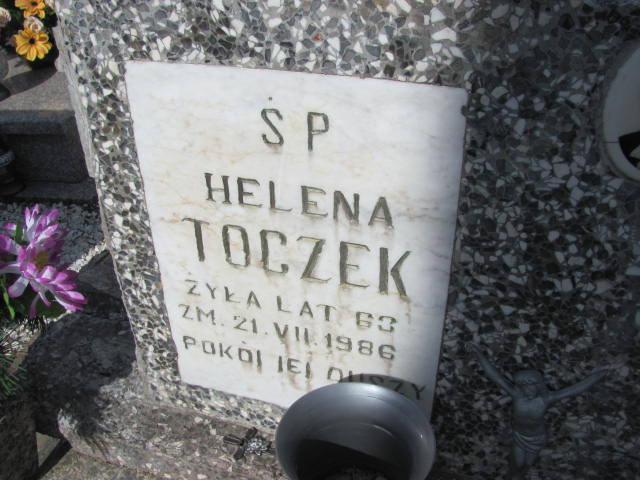 ŚP
HELENA
TOCZEK
ŻYŁA LAT 63
ZM. 21. VII. 1986
POKÓJ JEJ DUSZY